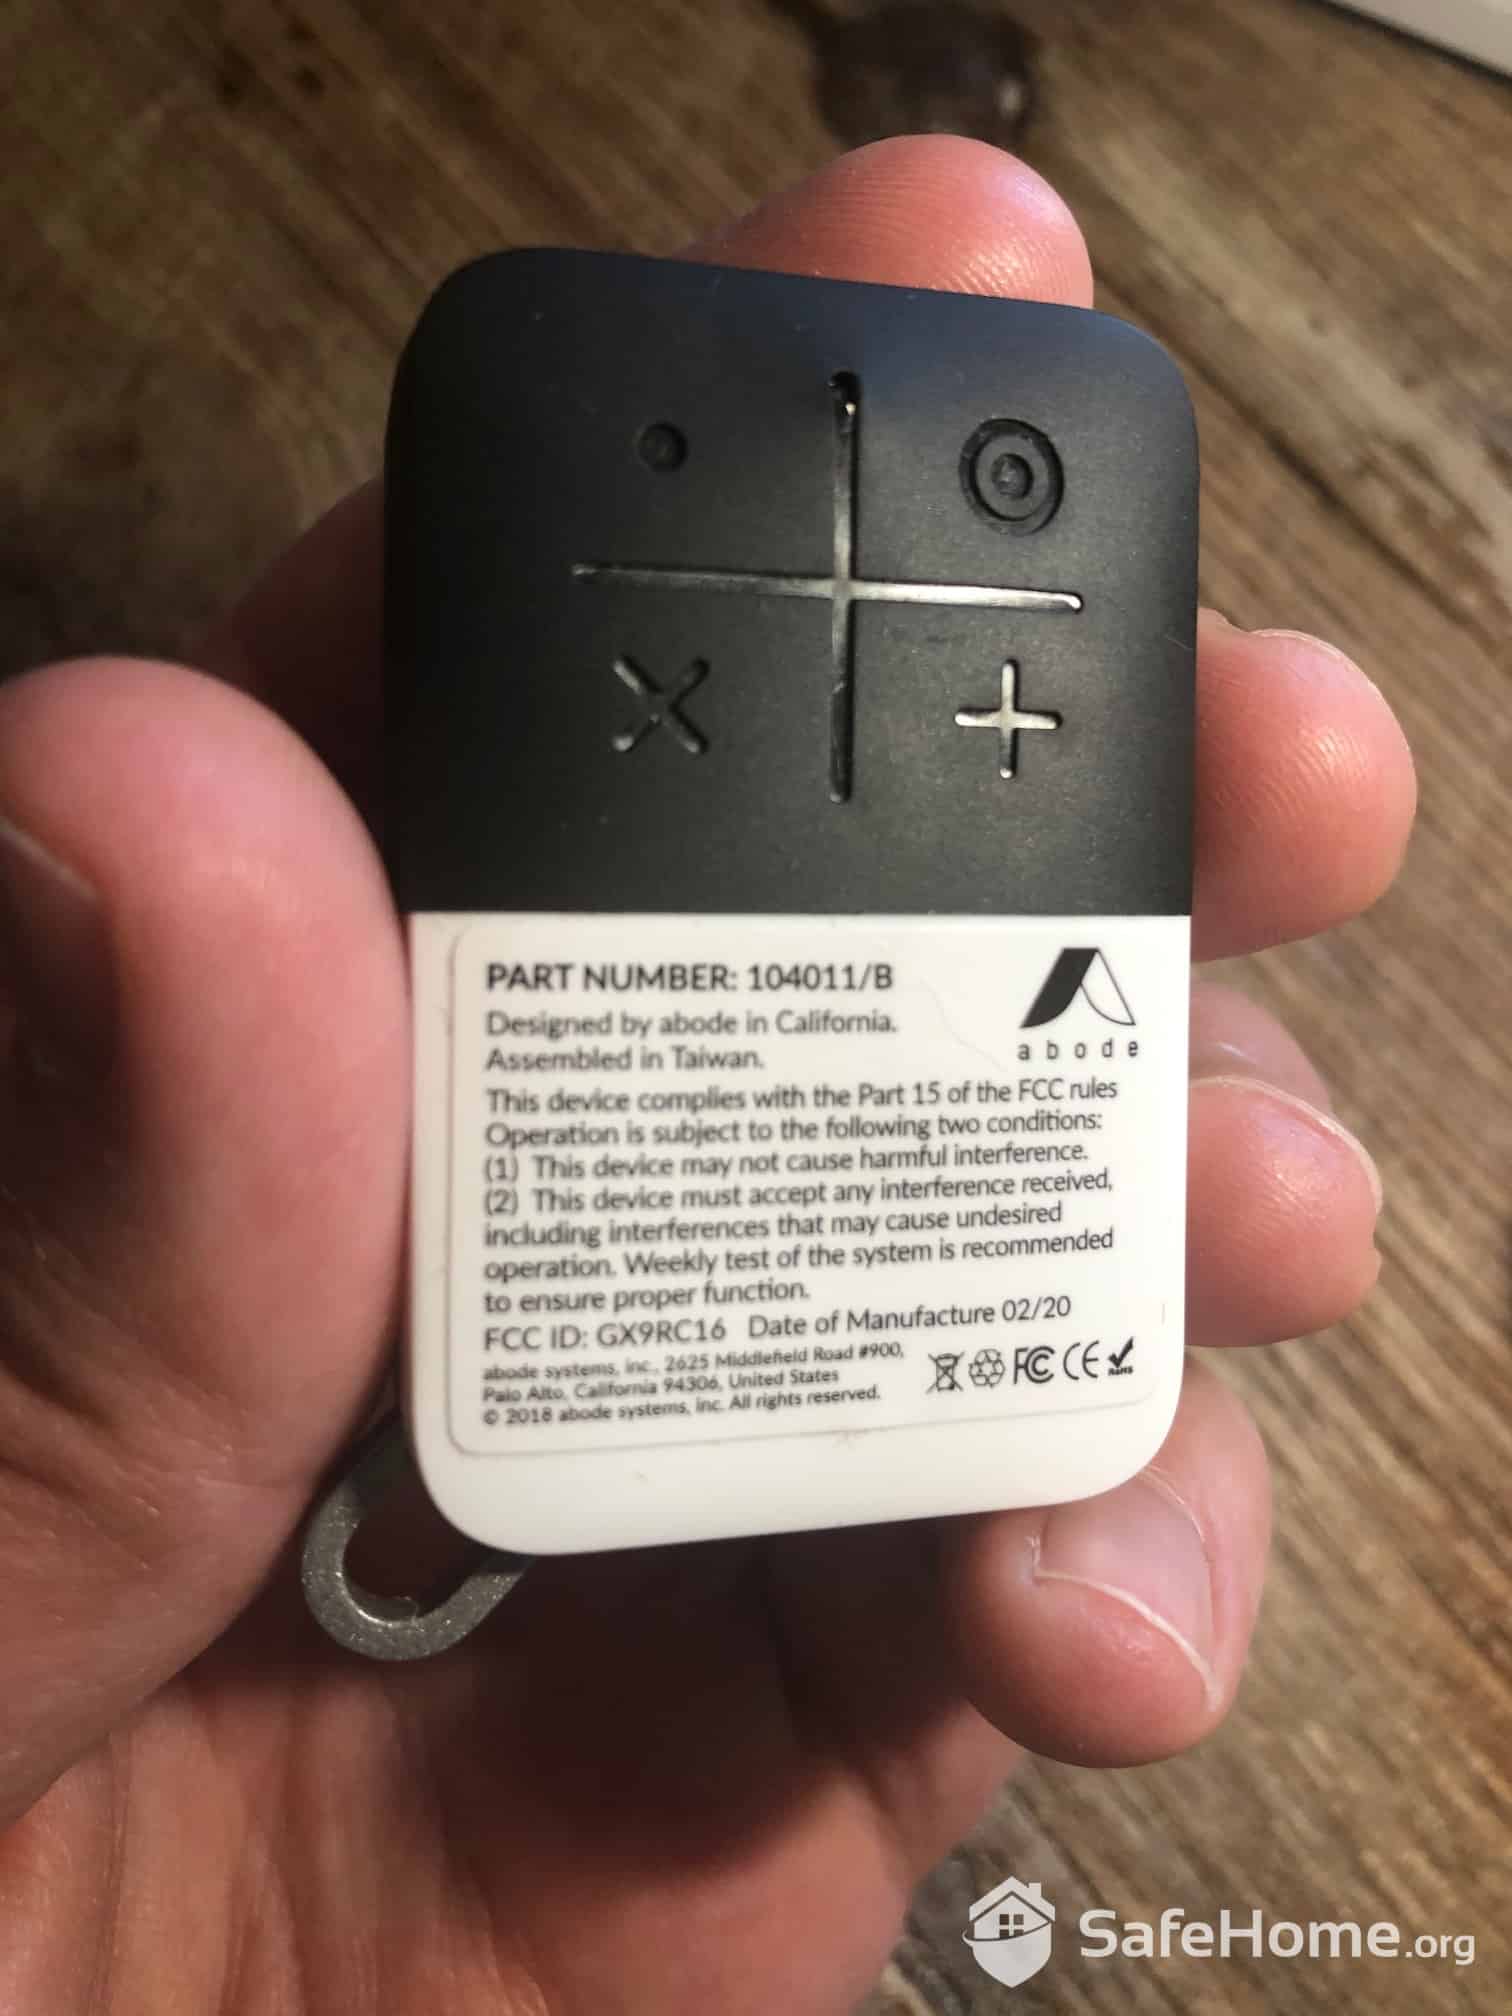 PART NUMBER: 104011/B
Designed by abode in California.
Assembled in Taiwan.
abode
This device complies with the Part 15 of the FCC rules
Operation is subject to the following two conditions:
(1) This device may not cause harmful interference.
(2) This device must accept any interference received,
including interferences that may cause undesired
operation. Weekly test of the system is recommended
to ensure proper function.
FCC ID: GX9RC16 Date of Manufacture 02/20
abode systems, inc., 2625 Middlefield Road #900,
Palo Alto, California 94306, United States
© 2018 abode systems, inc. All rights reserved.
FC CE RoHS
SafeHome.org